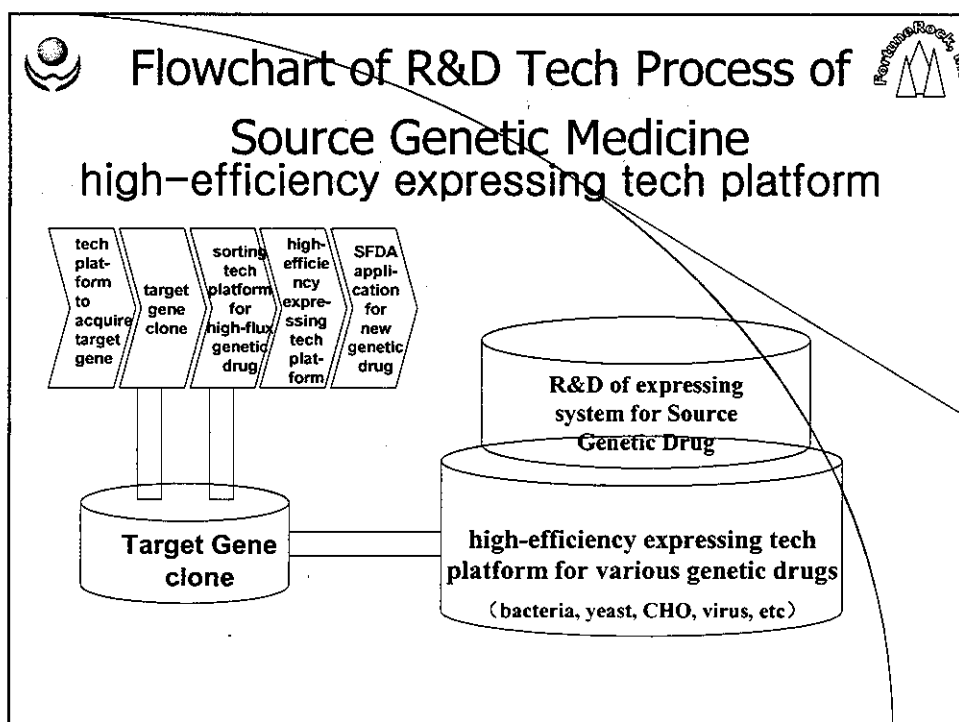 Flowchart of R&D Tech Process of
Source Genetic Medicine
high-efficiency expressing tech platform
FortuneRock,
tech
plat-
form
to
acquire
target
gene
target
gene
clone
sorting
tech
platform
for
high-flux
genetic
drug
high-
efficie
ncy
expre-
ssing
tech
plat-
form
SFDA
appli-
cation
for
new
genetic
drug
R&D of expressing
system for Source
Genetic Drug
Target Gene
clone
high-efficiency expressing tech
platform for various genetic drugs
(bacteria, yeast, CHO, virus, etc)